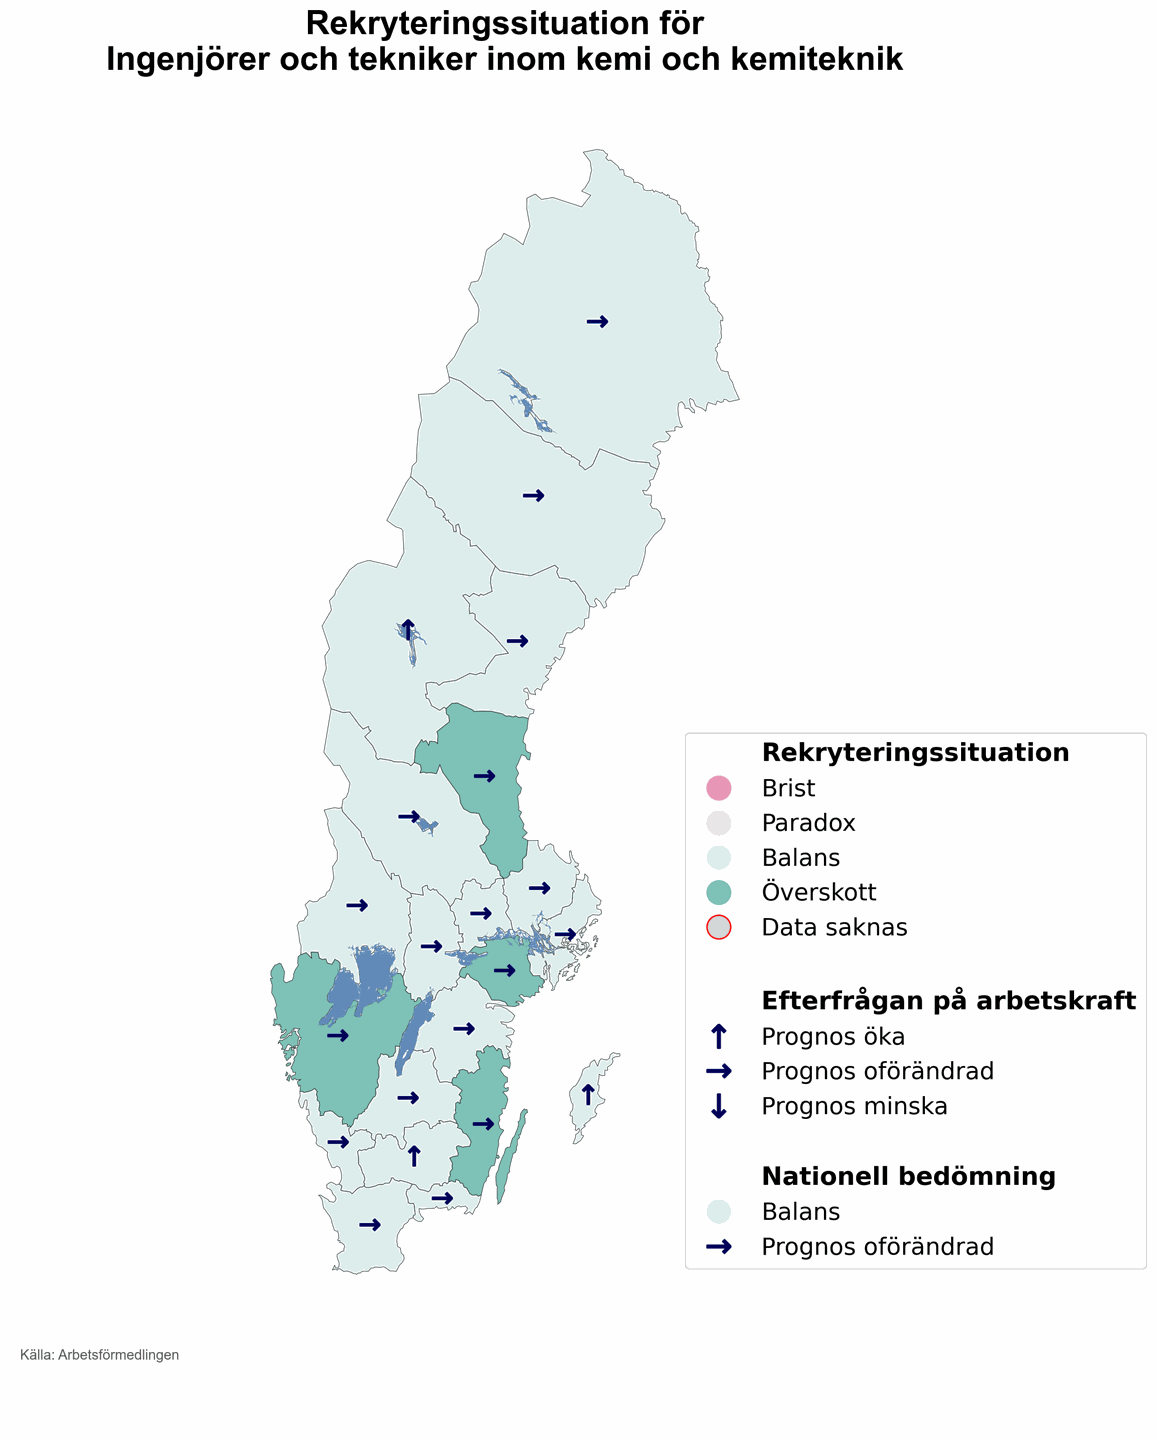 Rekryteringssituation för
Ingenjörer och tekniker inom kemi och kemiteknik
Rekryteringssituation
Brist
Paradox
Balans
Överskott
Data saknas
Efterfrågan på arbetskraft
Prognos öka
Prognos oförändrad
Prognos minska
Nationell bedömning
Balans
Prognos oförändrad
Källa: Arbetsförmedlingen